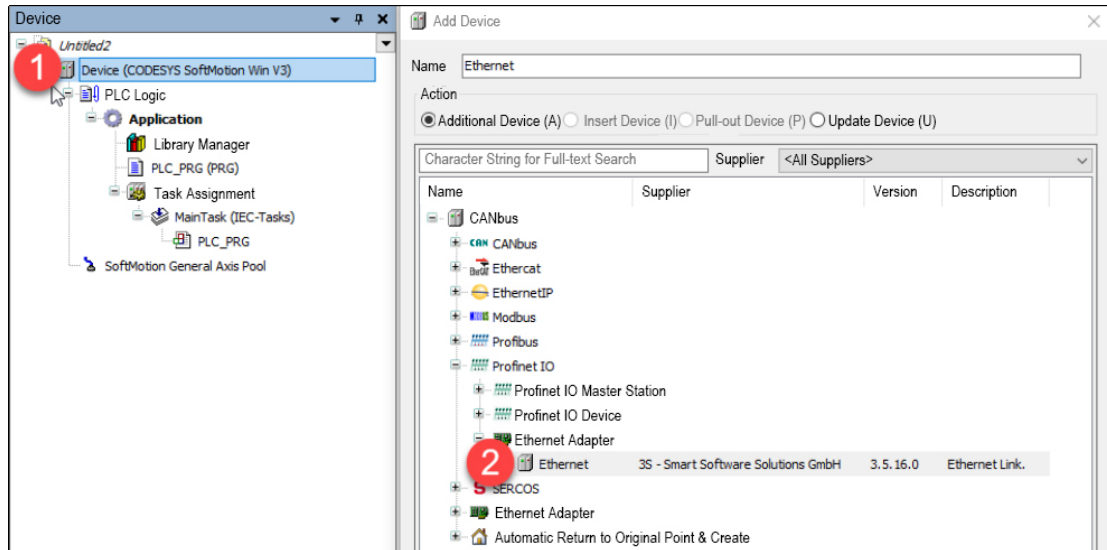 Device
Untitled2
1
Device (CODESYS SoftMotion Win V3)
PLC Logic
Application
Library Manager
PLC_PRG (PRG)
Task Assignment
MainTask (IEC-Tasks)
PLC_PRG
SoftMotion General Axis Pool
Add Device
Name Ethernet
Action
Additional Device (A) Insert Device (I) Pull-out Device (P) Update Device (U)
Character String for Full-text Search Supplier <All Suppliers>
Name Supplier Version Description
CANbus
CAN CANbus
Ethercat
EthernetIP
Modbus
Profibus
Profinet IO
Profinet IO Master Station
Profinet IO Device
Ethernet Adapter
2 Ethernet 3S - Smart Software Solutions GmbH 3.5.16.0 Ethernet Link.
SERCOS
Ethernet Adapter
Automatic Return to Original Point & Create